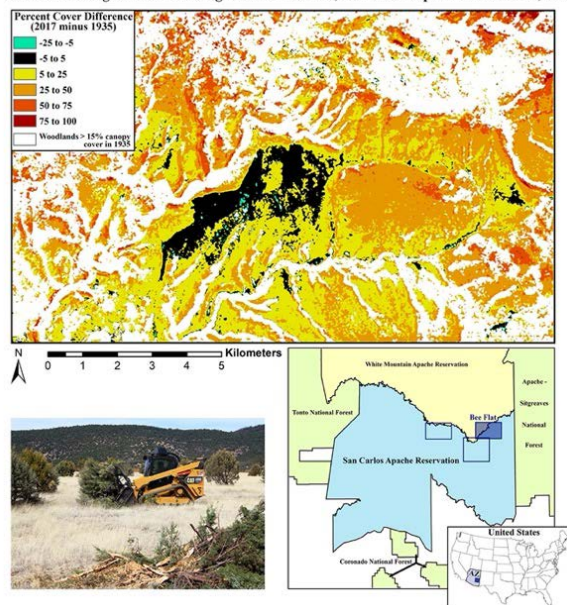 Percent Cover Difference
(2017 minus 1935)
-25 to -5
-5 to 5
5 to 25
25 to 50
50 to 75
75 to 100
Woodlands > 15% canopy
cover in 1935
N
0 1 2 3 4 5 Kilometers
White Mountain Apache Reservation
Tonto National Forest
Apache -
Sitgreaves
National
Forest
Bee Flat
San Carlos Apache Reservation
Coronado National Forest
United States
AZ
CAT